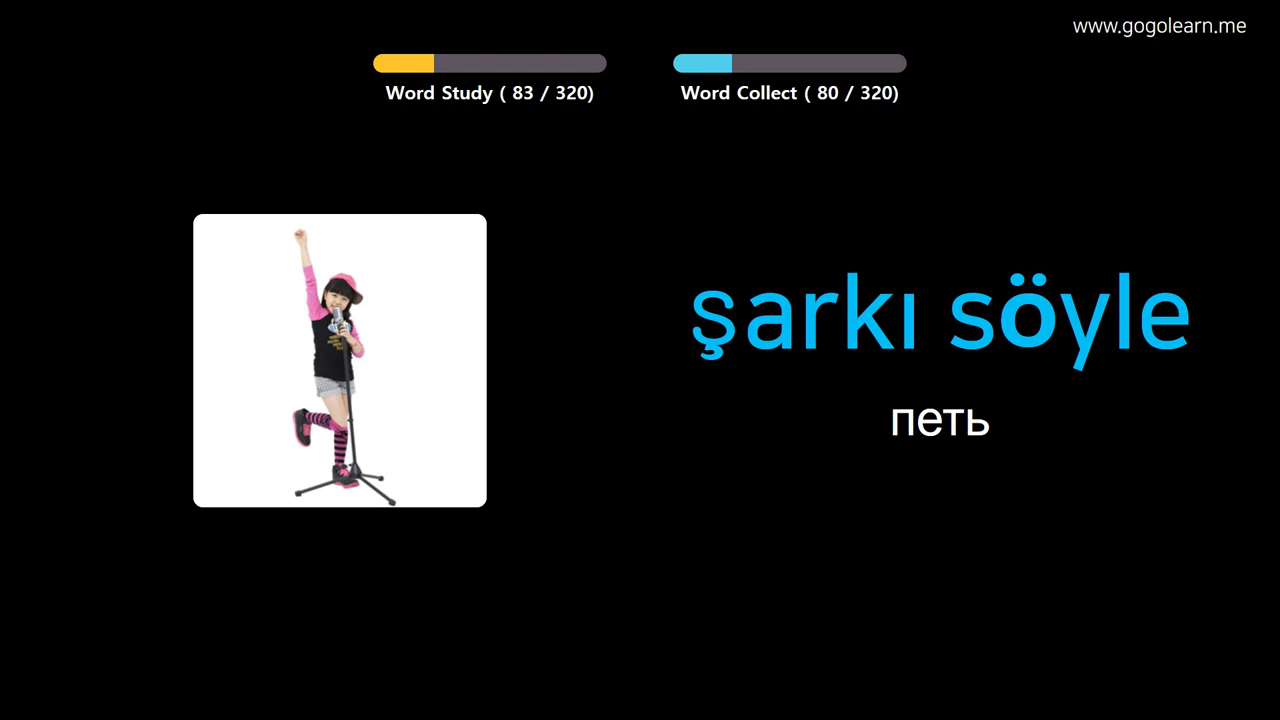 www.gogolearn.me
Word Study ( 83 / 320)
Word Collect ( 80 / 320)
şarkı söyle
петь